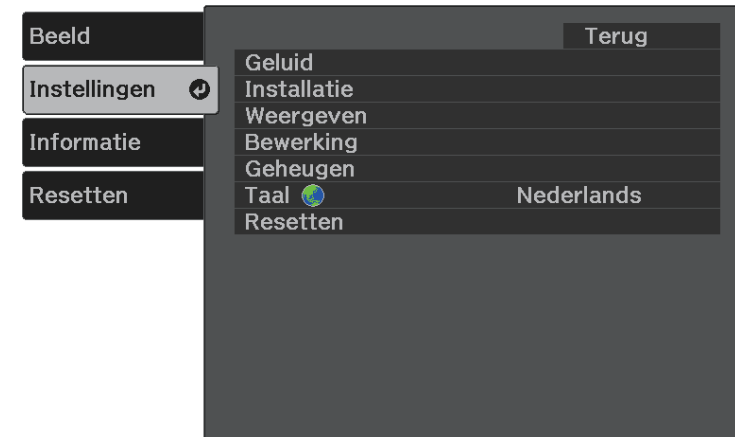 Beeld
Instellingen
Informatie
Resetten
Terug
Geluid
Installatie
Weergeven
Bewerking
Geheugen
Taal Nederlands
Resetten